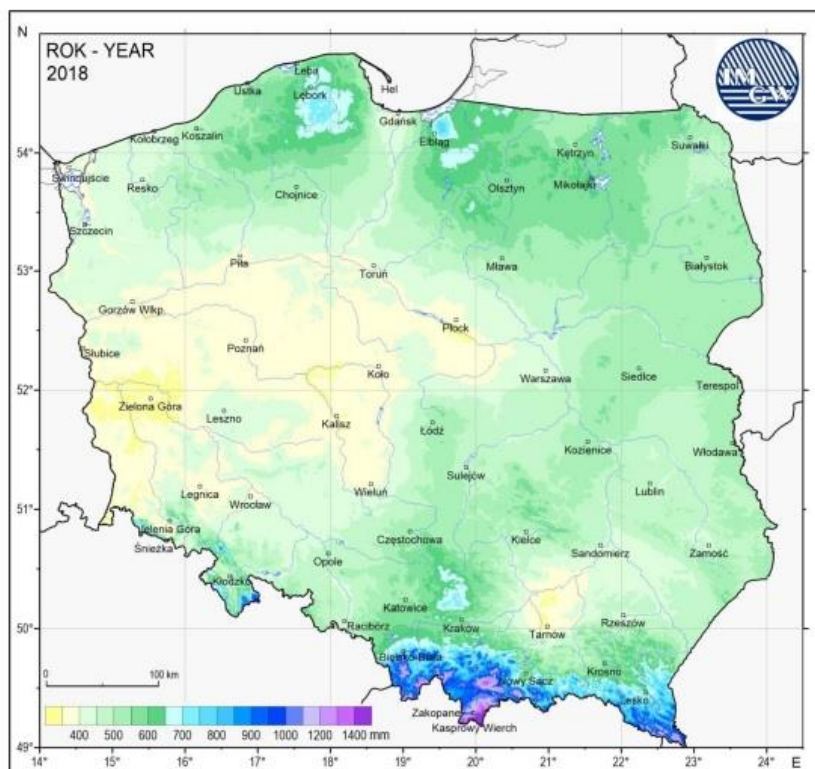 N
ROK - YEAR
2018
IM
GW
Łeba
Ustka
Lębork
Hel
Gdańsk
Kołobrzeg
Koszalin
Elbląg
Kętrzyn
Suwałki
54°
Świnoujście
Resko
Chojnice
Olsztyn
Mikołajki
Szczecin
53°
Piła
Toruń
Mława
Białystok
Gorzów Wlkp.
Płock
Słubice
Poznań
Koło
Warszawa
Siedlce
Terespol
52°
Zielona Góra
Leszno
Kalisz
Łódź
Kozienice
Włodawa
Sulejów
Legnica
Wrocław
Wieluń
Lublin
51°
Jelenia Góra
Śnieżka
Częstochowa
Kielce
Sandomierz
Zamość
Opole
Kłodzko
Katowice
Racibórz
Kraków
Tarnów
Rzeszów
50°
Bielsko-Biała
Nowy Sącz
Krosno
Lesko
0 100 km
Zakopane
Kasprowy Wierch
400 500 600 700 800 900 1000 1200 1400 mm
49°
14° 15° 16° 17° 18° 19° 20° 21° 22° 23° 24° E